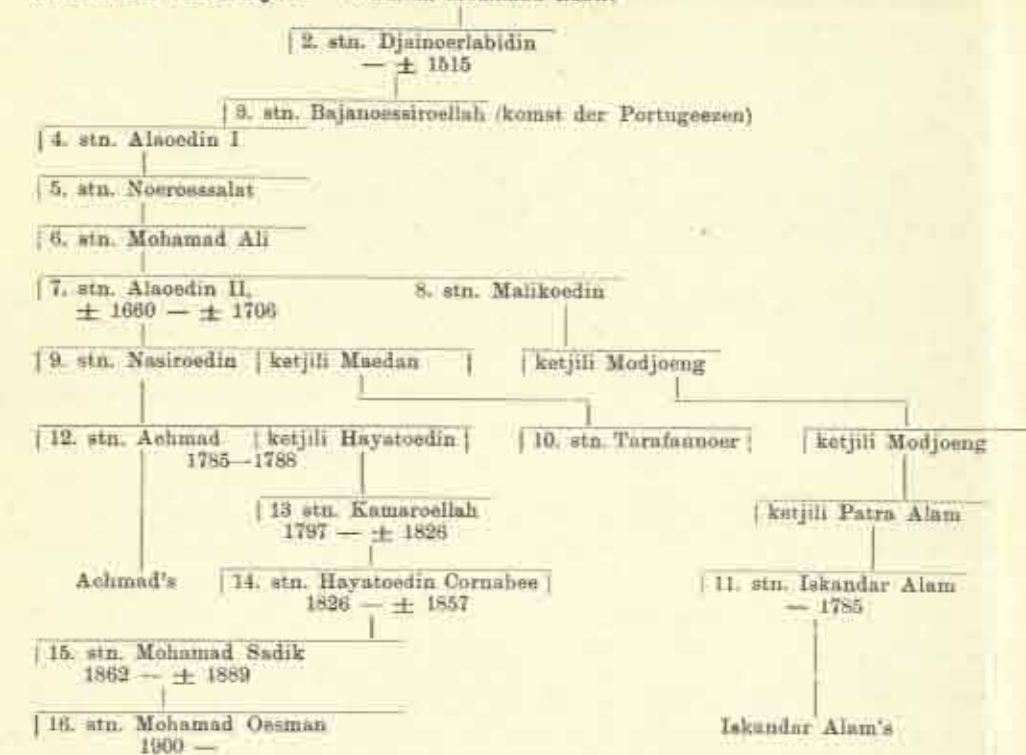 2. stn. Djainoerlabidin
— ± 1515
3. stn. Bajanoessiroellah (komst der Portugeezen)
4. stn. Alaoedin I
5. stn. Noeroessalat
6. stn. Mohamad Ali
7. stn. Alaoedin II, 8. stn. Malikoedin
± 1660 — ± 1706
9. stn. Nasiroedin ketjili Maedan ketjili Modjoeng
12. stn. Achmad ketjili Hayatoedin 10. stn. Tarafannoer ketjili Modjoeng
1785—1788
13 stn. Kamaroellah ketjili Patra Alam
1797 — ± 1826
Achmad's 14. stn. Hayatoedin Cornabee 11. stn. Iskandar Alam
1826 — ± 1857 — 1785
15. stn. Mohamad Sadik
1862 — ± 1889
16. stn. Mohamad Oesman Iskandar Alam's
1900 —